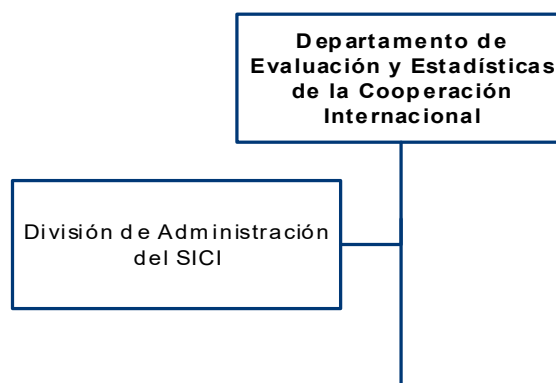 Departamento de
Evaluación y Estadísticas
de la Cooperación
Internacional
División de Administración
del SICI